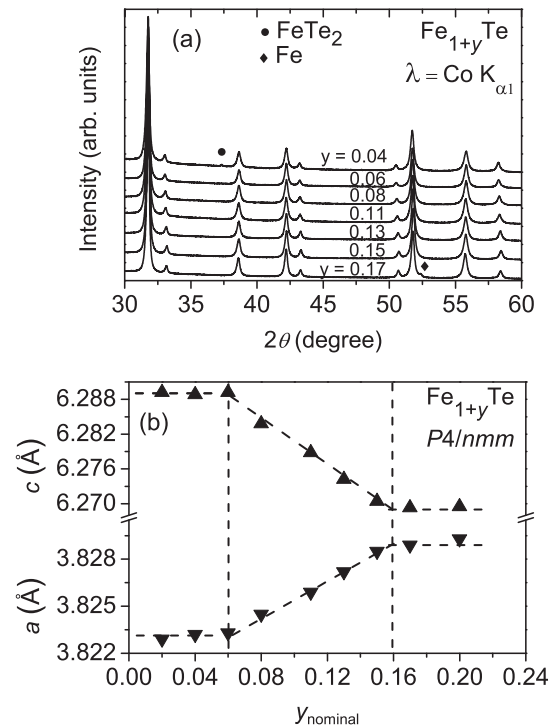 (a)
● FeTe₂
♦ Fe
Fe₁₊yTe
λ = Co Kα1
Intensity (arb. units)
y = 0.04
0.06
0.08
0.11
0.13
0.15
y = 0.17
30 35 40 45 50 55 60
2θ (degree)
(b)
Fe₁₊yTe
P4/nmm
c (Å)
6.288
6.282
6.276
6.270
a (Å)
3.828
3.825
3.822
0.00 0.04 0.08 0.12 0.16 0.20 0.24
y nominal